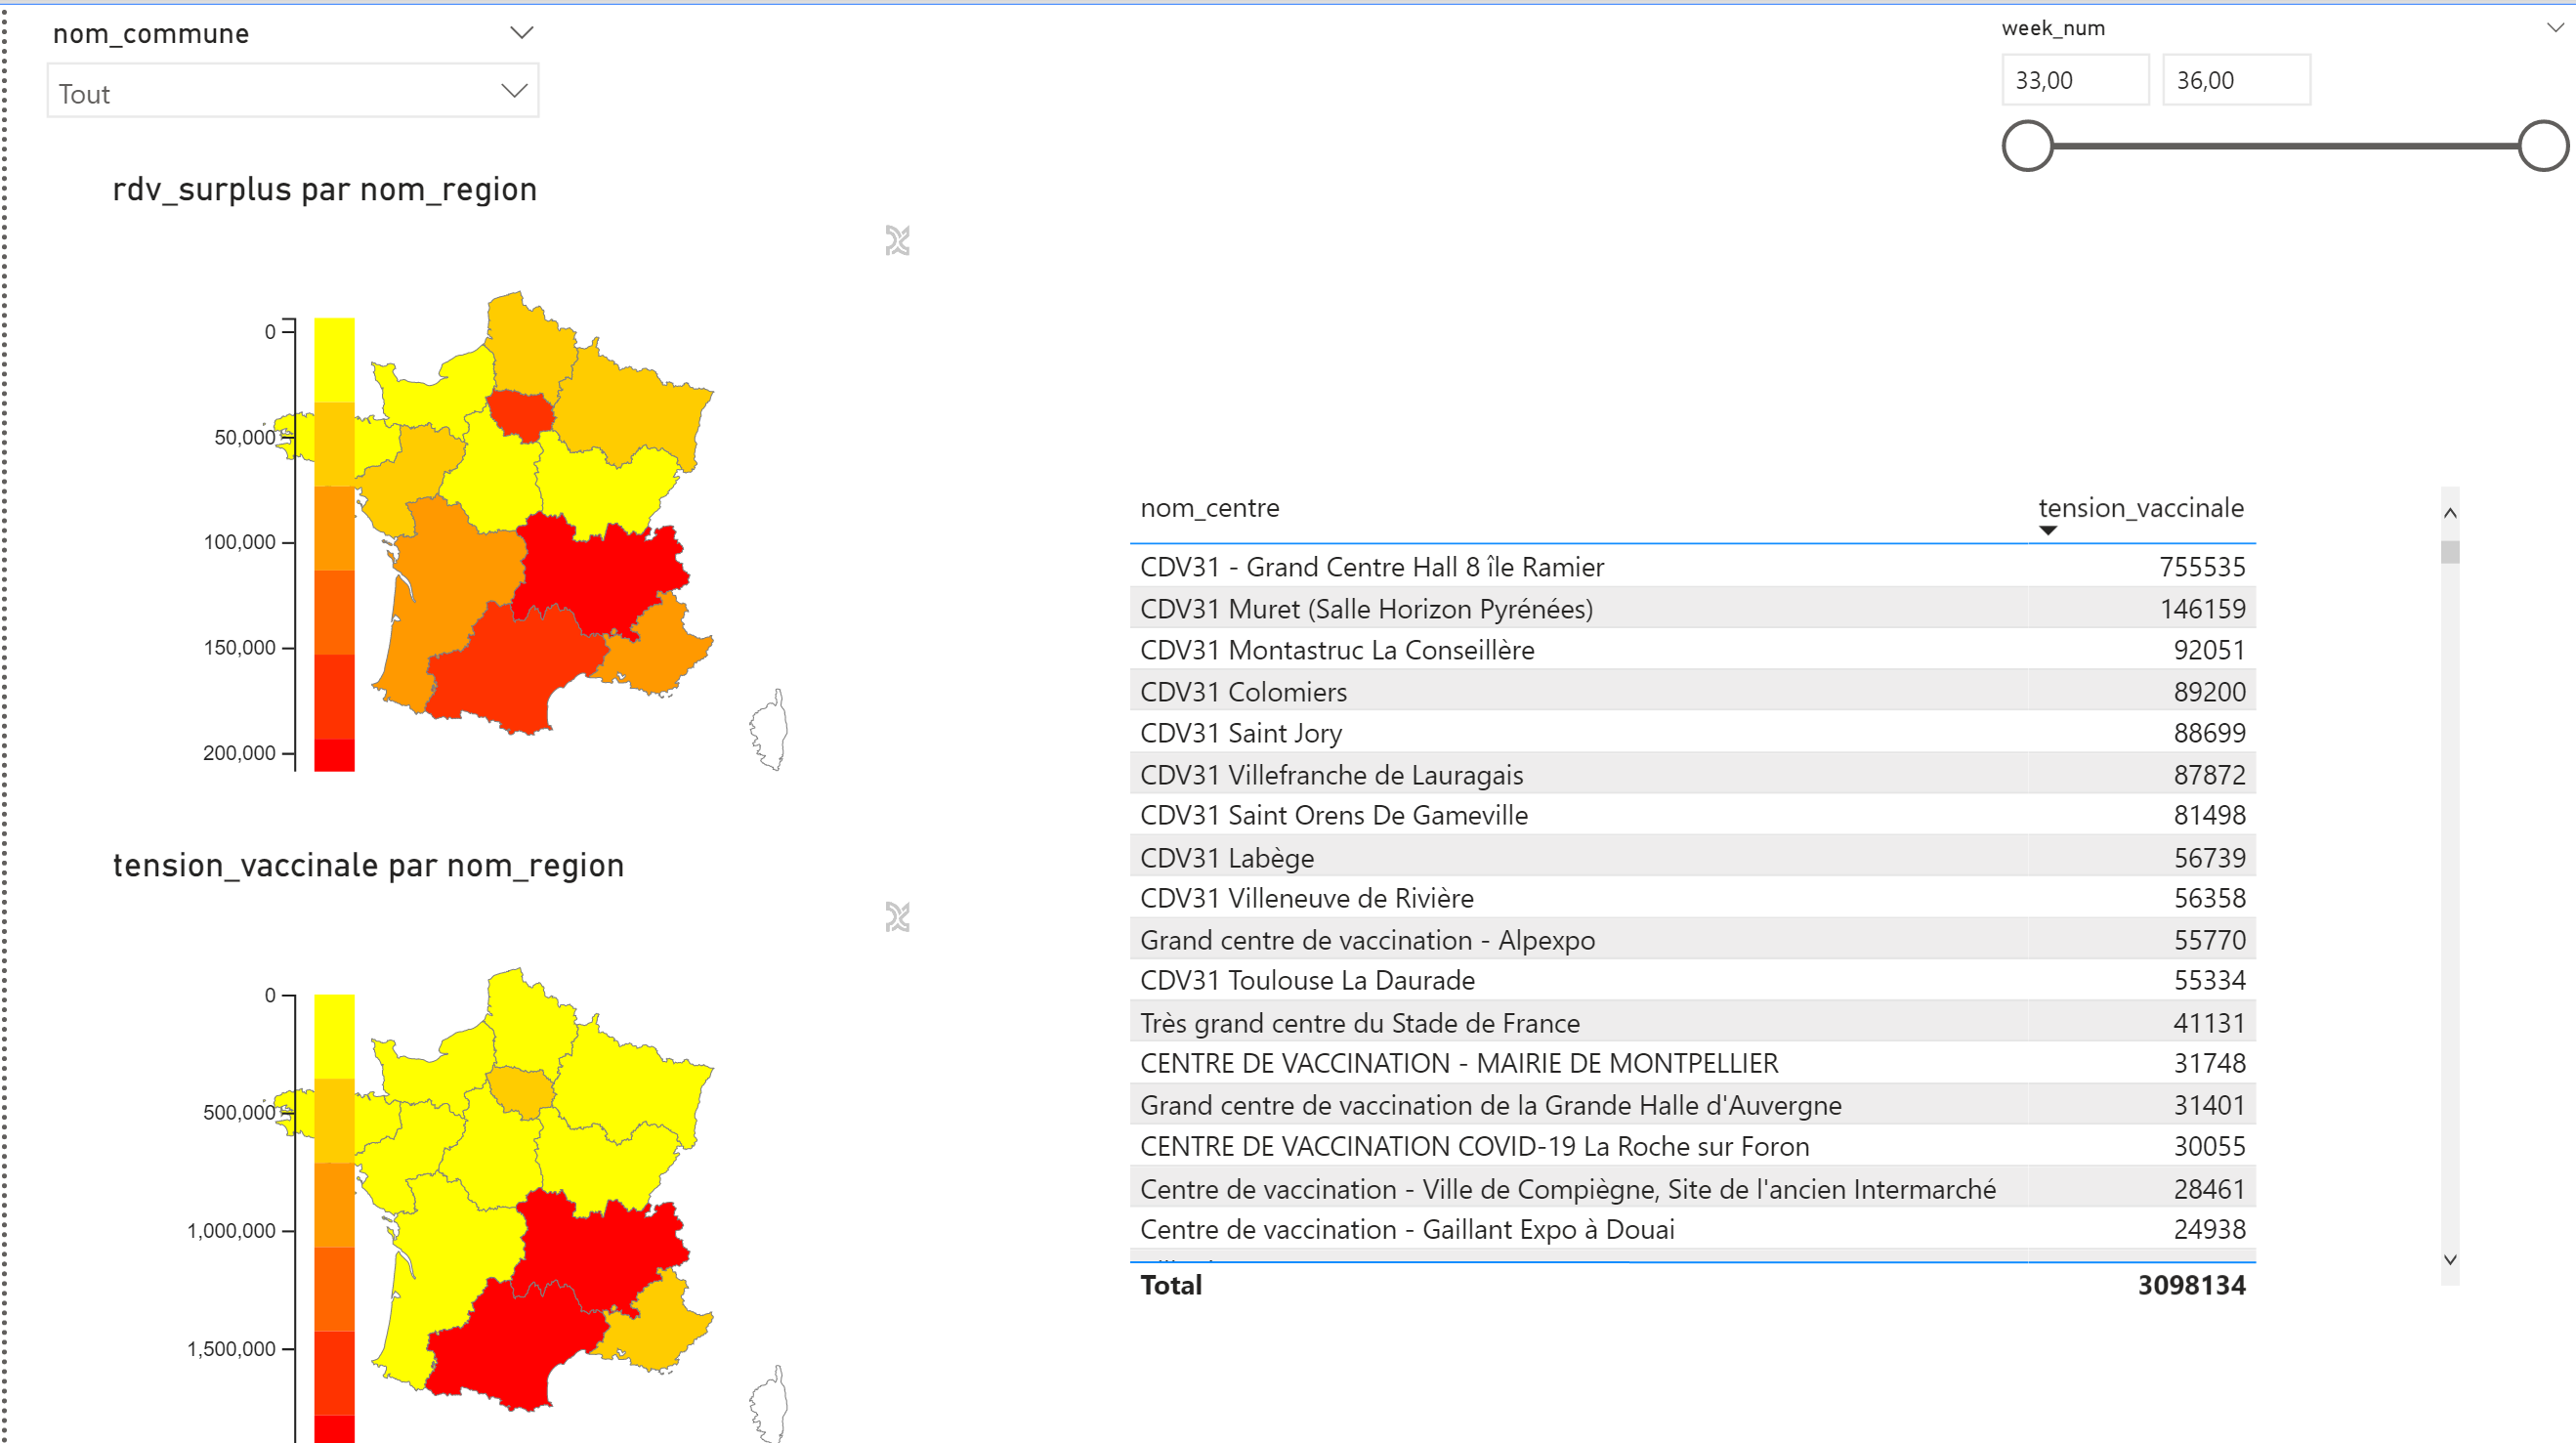 nom_commune
Tout
week_num
33,00 36,00
rdv_surplus par nom_region
0
50,000
100,000
150,000
200,000
tension_vaccinale par nom_region
0
500,000
1,000,000
1,500,000
nom_centre tension_vaccinale
CDV31 - Grand Centre Hall 8 île Ramier 755535
CDV31 Muret (Salle Horizon Pyrénées) 146159
CDV31 Montastruc La Conseillère 92051
CDV31 Colomiers 89200
CDV31 Saint Jory 88699
CDV31 Villefranche de Lauragais 87872
CDV31 Saint Orens De Gameville 81498
CDV31 Labège 56739
CDV31 Villeneuve de Rivière 56358
Grand centre de vaccination - Alpexpo 55770
CDV31 Toulouse La Daurade 55334
Très grand centre du Stade de France 41131
CENTRE DE VACCINATION - MAIRIE DE MONTPELLIER 31748
Grand centre de vaccination de la Grande Halle d'Auvergne 31401
CENTRE DE VACCINATION COVID-19 La Roche sur Foron 30055
Centre de vaccination - Ville de Compiègne, Site de l'ancien Intermarché 28461
Centre de vaccination - Gaillant Expo à Douai 24938
Total 3098134